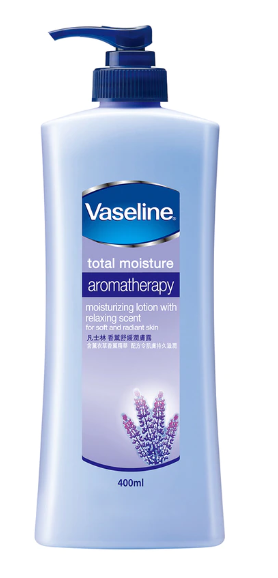 Vaseline
total moisture
aromatherapy
moisturizing lotion with
relaxing scent
for soft and radiant skin
凡士林 香薰舒緩潤膚露
400ml